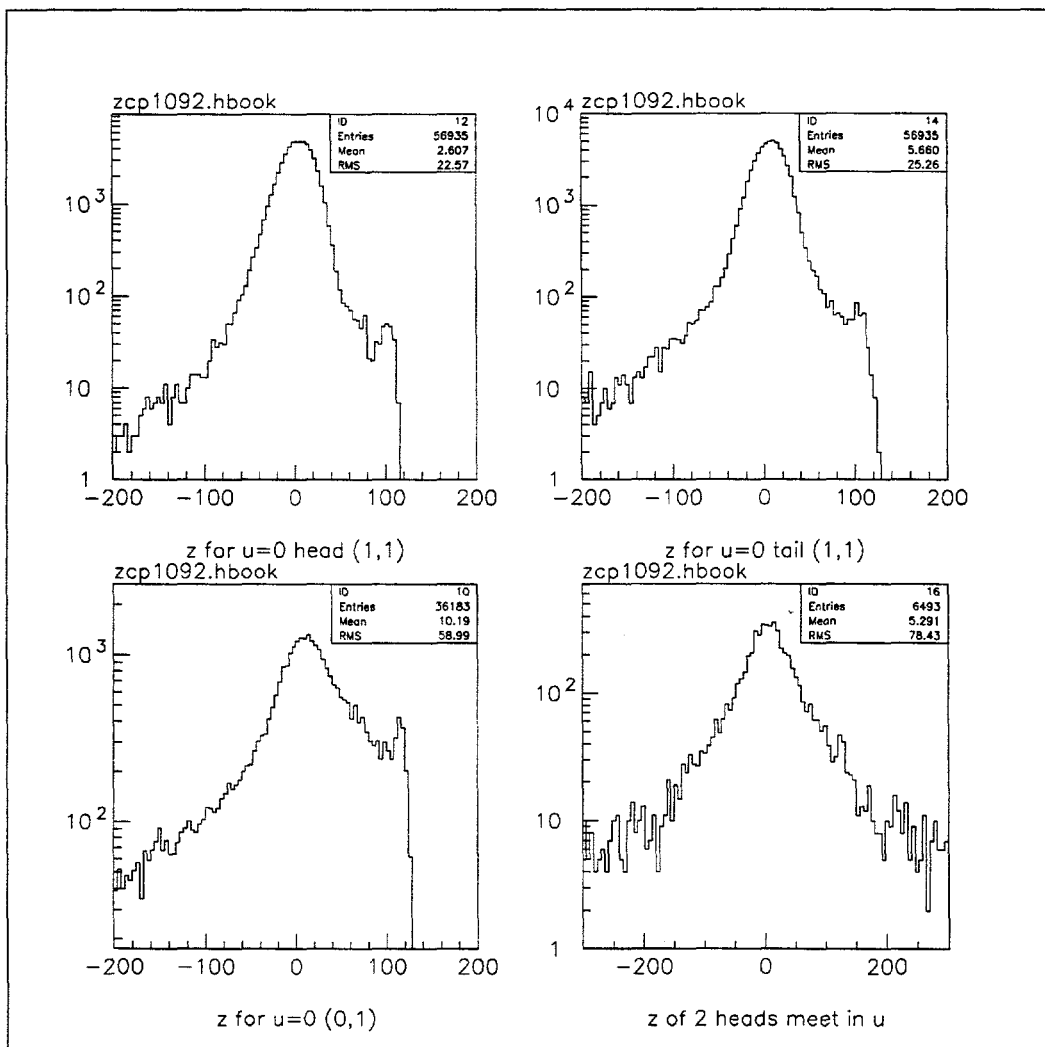 zcp1092.hbook
ID 12
Entries 56935
Mean 2.607
RMS 22.57
10^3
10^2
10
1
-200 -100 0 100 200
z for u=0 head (1,1)
zcp1092.hbook
ID 14
Entries 56935
Mean 5.660
RMS 25.26
10^4
10^3
10^2
10
1
-200 -100 0 100 200
z for u=0 tail (1,1)
zcp1092.hbook
ID 10
Entries 36183
Mean 10.19
RMS 58.99
10^3
10^2
-200 -100 0 100 200
z for u=0 (0,1)
zcp1092.hbook
ID 16
Entries 6493
Mean 5.291
RMS 78.43
10^2
10
1
-200 0 200
z of 2 heads meet in u